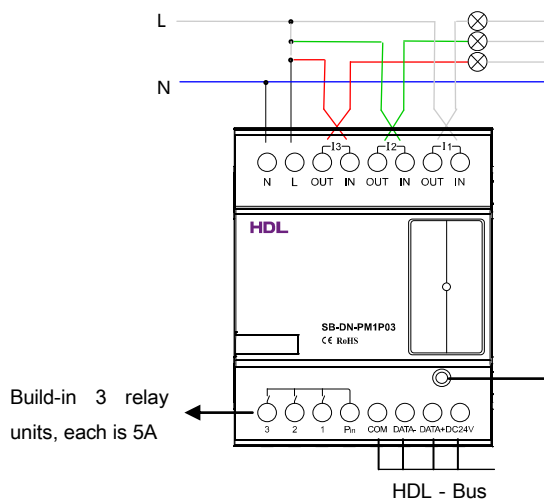 L
N
I3 I2 I1
N L OUT IN OUT IN OUT IN
HDL
SB-DN-PM1P03
CE RoHS
Build-in 3 relay
units, each is 5A
3 2 1 Pin COM DATA- DATA+ DC24V
HDL - Bus